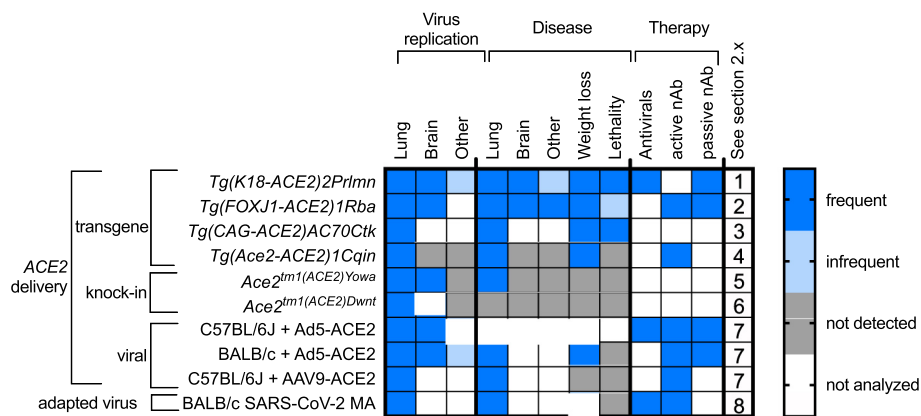 Virus replication
Disease
Therapy
Lung
Brain
Other
Lung
Brain
Other
Weight loss
Lethality
Antivirals
active nAb
passive nAb
See section 2.x
ACE2 delivery
transgene
knock-in
viral
adapted virus
Tg(K18-ACE2)2Prlmn 1
Tg(FOXJ1-ACE2)1Rba 2
Tg(CAG-ACE2)AC70Ctk 3
Tg(Ace2-ACE2)1Cqin 4
Ace2tm1(ACE2)Yowa 5
Ace2tm1(ACE2)Dwnt 6
C57BL/6J + Ad5-ACE2 7
BALB/c + Ad5-ACE2 7
C57BL/6J + AAV9-ACE2 7
BALB/c SARS-CoV-2 MA 8
frequent
infrequent
not detected
not analyzed